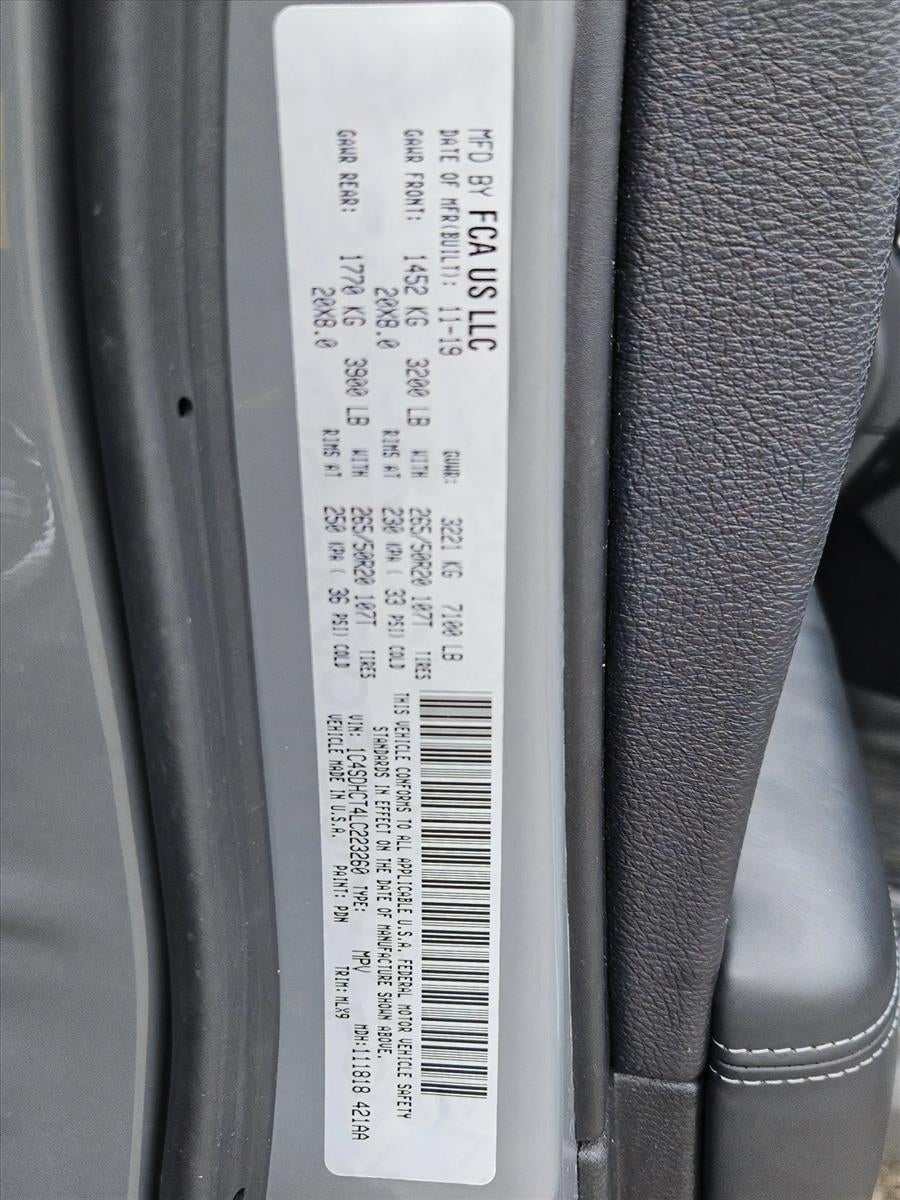 MFD BY FCA US LLC
DATE OF MFR(BUILT): 11-19 GVWR: 3221 KG 7100 LB
GAWR FRONT: 1452 KG 3200 LB WITH 265/50R20 107T TIRES
20X8.0 RIMS AT 230 KPA ( 33 PSI) COLD
GAWR REAR: 1770 KG 3900 LB WITH 265/50R20 107T TIRES
20X8.0 RIMS AT 250 KPA ( 36 PSI) COLD
THIS VEHICLE CONFORMS TO ALL APPLICABLE U.S.A. FEDERAL MOTOR VEHICLE SAFETY
STANDARDS IN EFFECT ON THE DATE OF MANUFACTURE SHOWN ABOVE.
VIN: 1C4SDHCT4LC223260 TYPE: MPV MDH:111818 421AA
VEHICLE MADE IN U.S.A. PAINT: PDN TRIM:MLX9